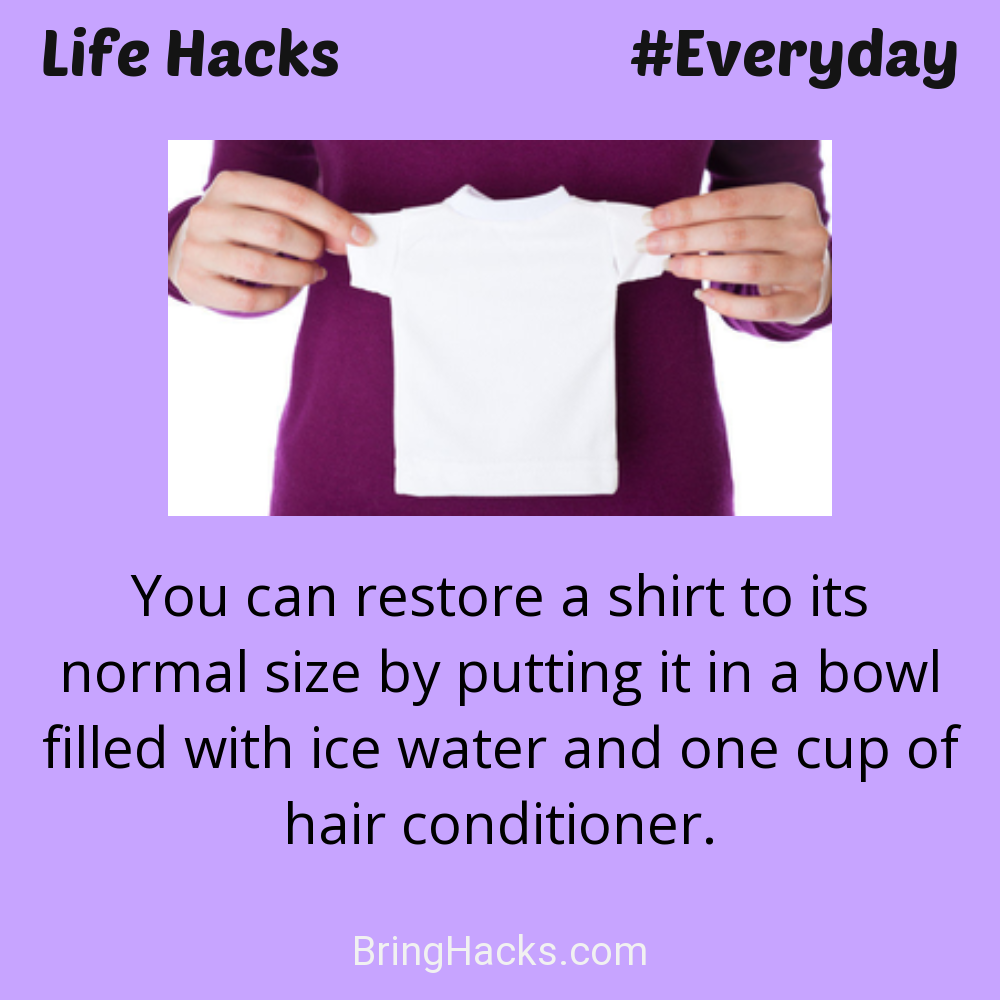 Life Hacks #Everyday
You can restore a shirt to its
normal size by putting it in a bowl
filled with ice water and one cup of
hair conditioner.
BringHacks.com